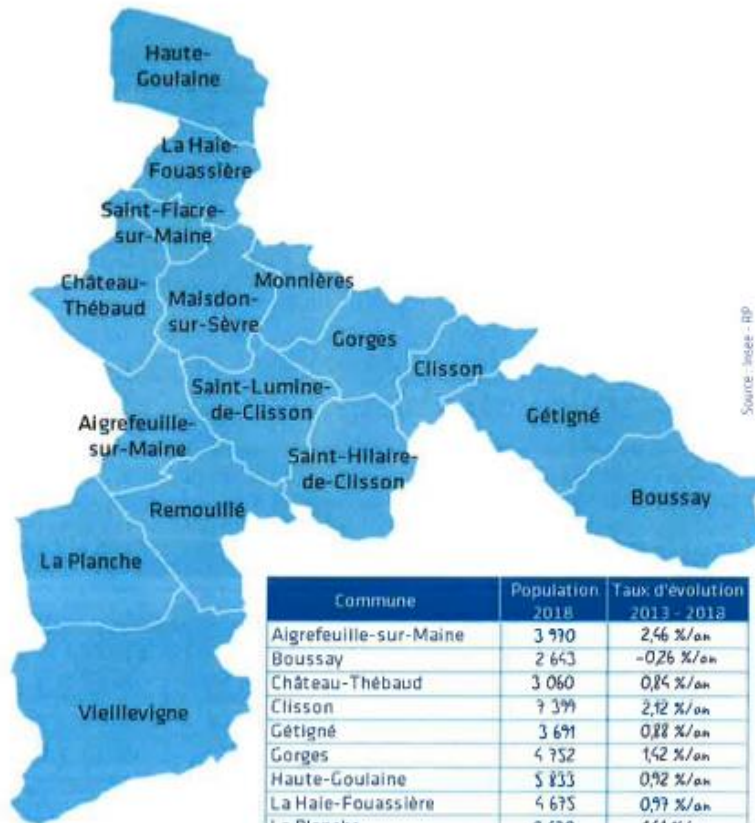 Haute-
Goulaine
La Haie-
Fouassière
Saint-Fiacre-
sur-Maine
Château-
Thébaud
Maisdon-
sur-Sèvre
Monnières
Gorges
Clisson
Source : Insee - RP
Saint-Lumine-
de-Clisson
Gétigné
Aigrefeuille-
sur-Maine
Saint-Hilaire-
de-Clisson
Boussay
Remouillé
La Planche
Vieillevigne
Commune Population 2018 Taux d'évolution 2013 - 2018
Aigrefeuille-sur-Maine 3 970 2,46 %/an
Boussay 2 643 -0,26 %/an
Château-Thébaud 3 060 0,84 %/an
Clisson 7 399 2,12 %/an
Gétigné 3 691 0,88 %/an
Gorges 4 752 1,42 %/an
Haute-Goulaine 5 833 0,92 %/an
La Haie-Fouassière 4 675 0,97 %/an
La Planche